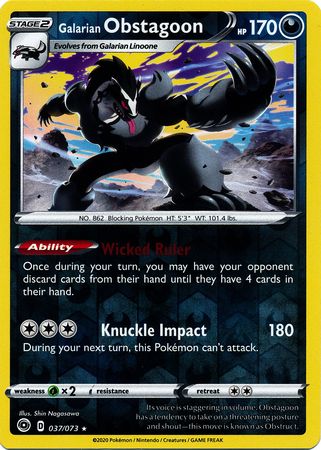 STAGE2 Galarian Obstagoon HP 170
Evolves from Galarian Linoone
NO. 862 Blocking Pokémon HT: 5'3" WT: 101.4 lbs.
Ability Wicked Ruler
Once during your turn, you may have your opponent
discard cards from their hand until they have 4 cards in
their hand.
Knuckle Impact 180
During your next turn, this Pokémon can't attack.
weakness ×2 resistance retreat
Illus. Shin Nagasawa
Its voice is staggering in volume. Obstagoon
has a tendency to take on a threatening posture
and shout—this move is known as Obstruct.
037/073 ★
©2020 Pokémon / Nintendo / Creatures / GAME FREAK